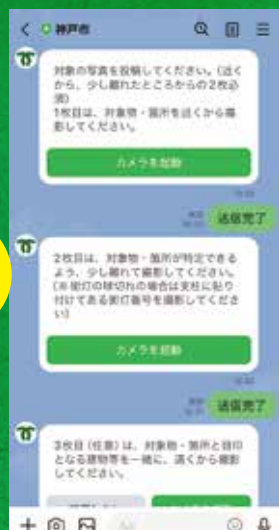 神戸市
対象の写真を投稿してください。(近く
から、少し離れたところからの2枚必
須)
1枚目は、対象物・箇所を近くから撮
影してください。
カメラを起動
送信完了
2枚目は、対象物・箇所が特定できる
よう、少し離れて撮影してください。
(※街灯の球切れの場合は支柱に貼り
付けてある街灯番号を撮影してくださ
い)
カメラを起動
送信完了
3枚目(任意)は、対象物・箇所と目印
となる建物等を一緒に、遠くから撮影
してください。